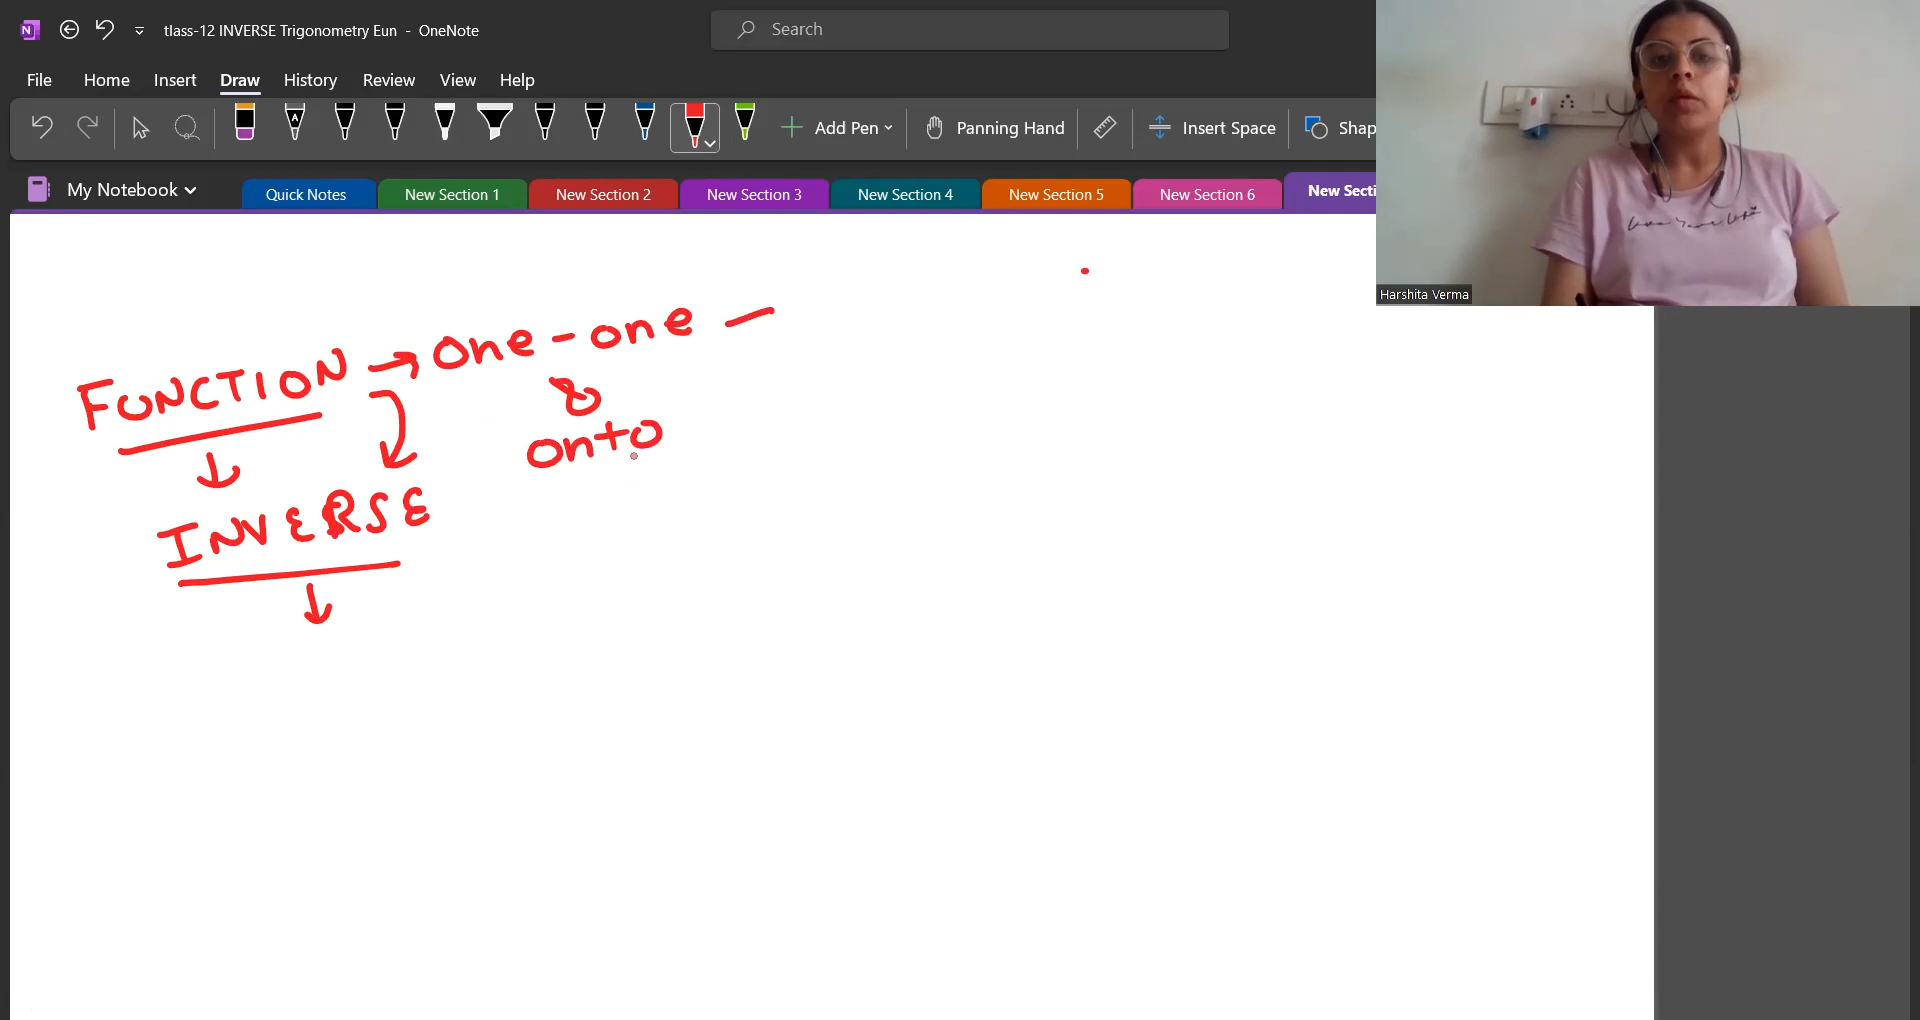 tlass-12 INVERSE Trigonometry Eun - OneNote
Search
File Home Insert Draw History Review View Help
A
Add Pen
Panning Hand
Insert Space
Shap
My Notebook
Quick Notes
New Section 1
New Section 2
New Section 3
New Section 4
New Section 5
New Section 6
New Secti
Harshita Verma
FUNCTION → One - one -
&
onto
INVERSE